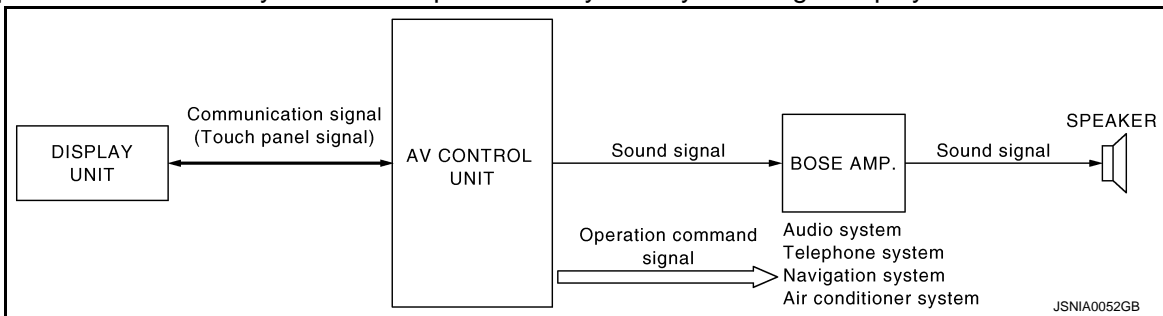 Communication signal
(Touch panel signal)
DISPLAY
UNIT
AV CONTROL
UNIT
Sound signal
BOSE AMP.
Sound signal
SPEAKER
Operation command
signal
Audio system
Telephone system
Navigation system
Air conditioner system
JSNIA0052GB